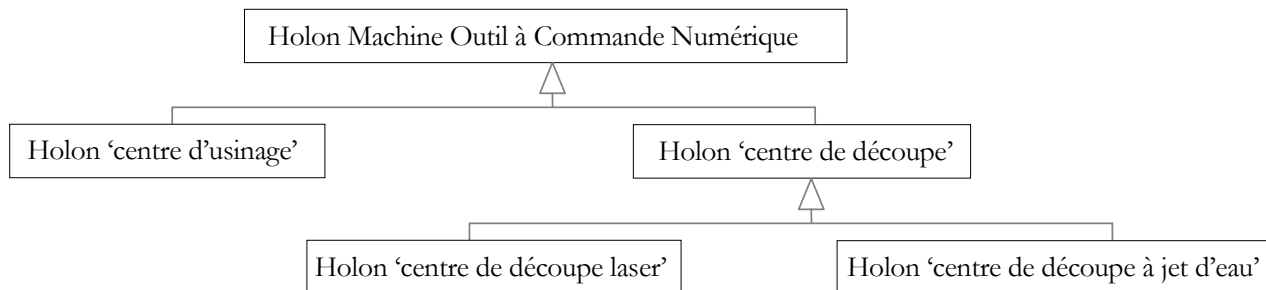 Holon Machine Outil à Commande Numérique
Holon ‘centre d’usinage’
Holon ‘centre de découpe’
Holon ‘centre de découpe laser’
Holon ‘centre de découpe à jet d’eau’